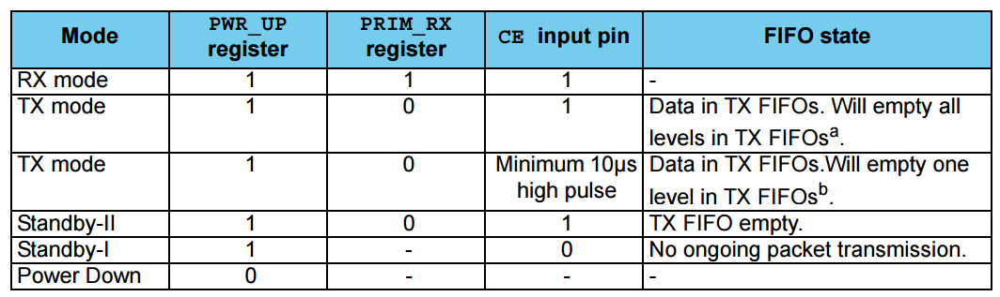 Mode PWR_UP register PRIM_RX register CE input pin FIFO state
RX mode 1 1 1 -
TX mode 1 0 1 Data in TX FIFOs. Will empty all
levels in TX FIFOsa.
TX mode 1 0 Minimum 10µs Data in TX FIFOs.Will empty one
high pulse levels in TX FIFOsb.
Standby-II 1 0 1 TX FIFO empty.
Standby-I 1 - 0 No ongoing packet transmission.
Power Down 0 - - -